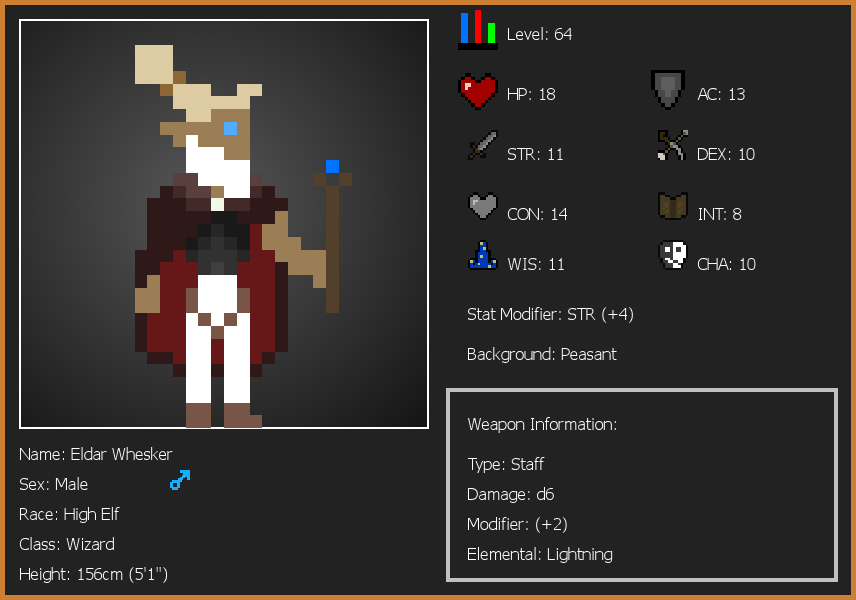 Level: 64
HP: 18
AC: 13
STR: 11
DEX: 10
CON: 14
INT: 8
WIS: 11
CHA: 10
Stat Modifier: STR (+4)
Background: Peasant
Weapon Information:
Type: Staff
Damage: d6
Modifier: (+2)
Elemental: Lightning
Name: Eldar Whesker
Sex: Male
Race: High Elf
Class: Wizard
Height: 156cm (5'1")